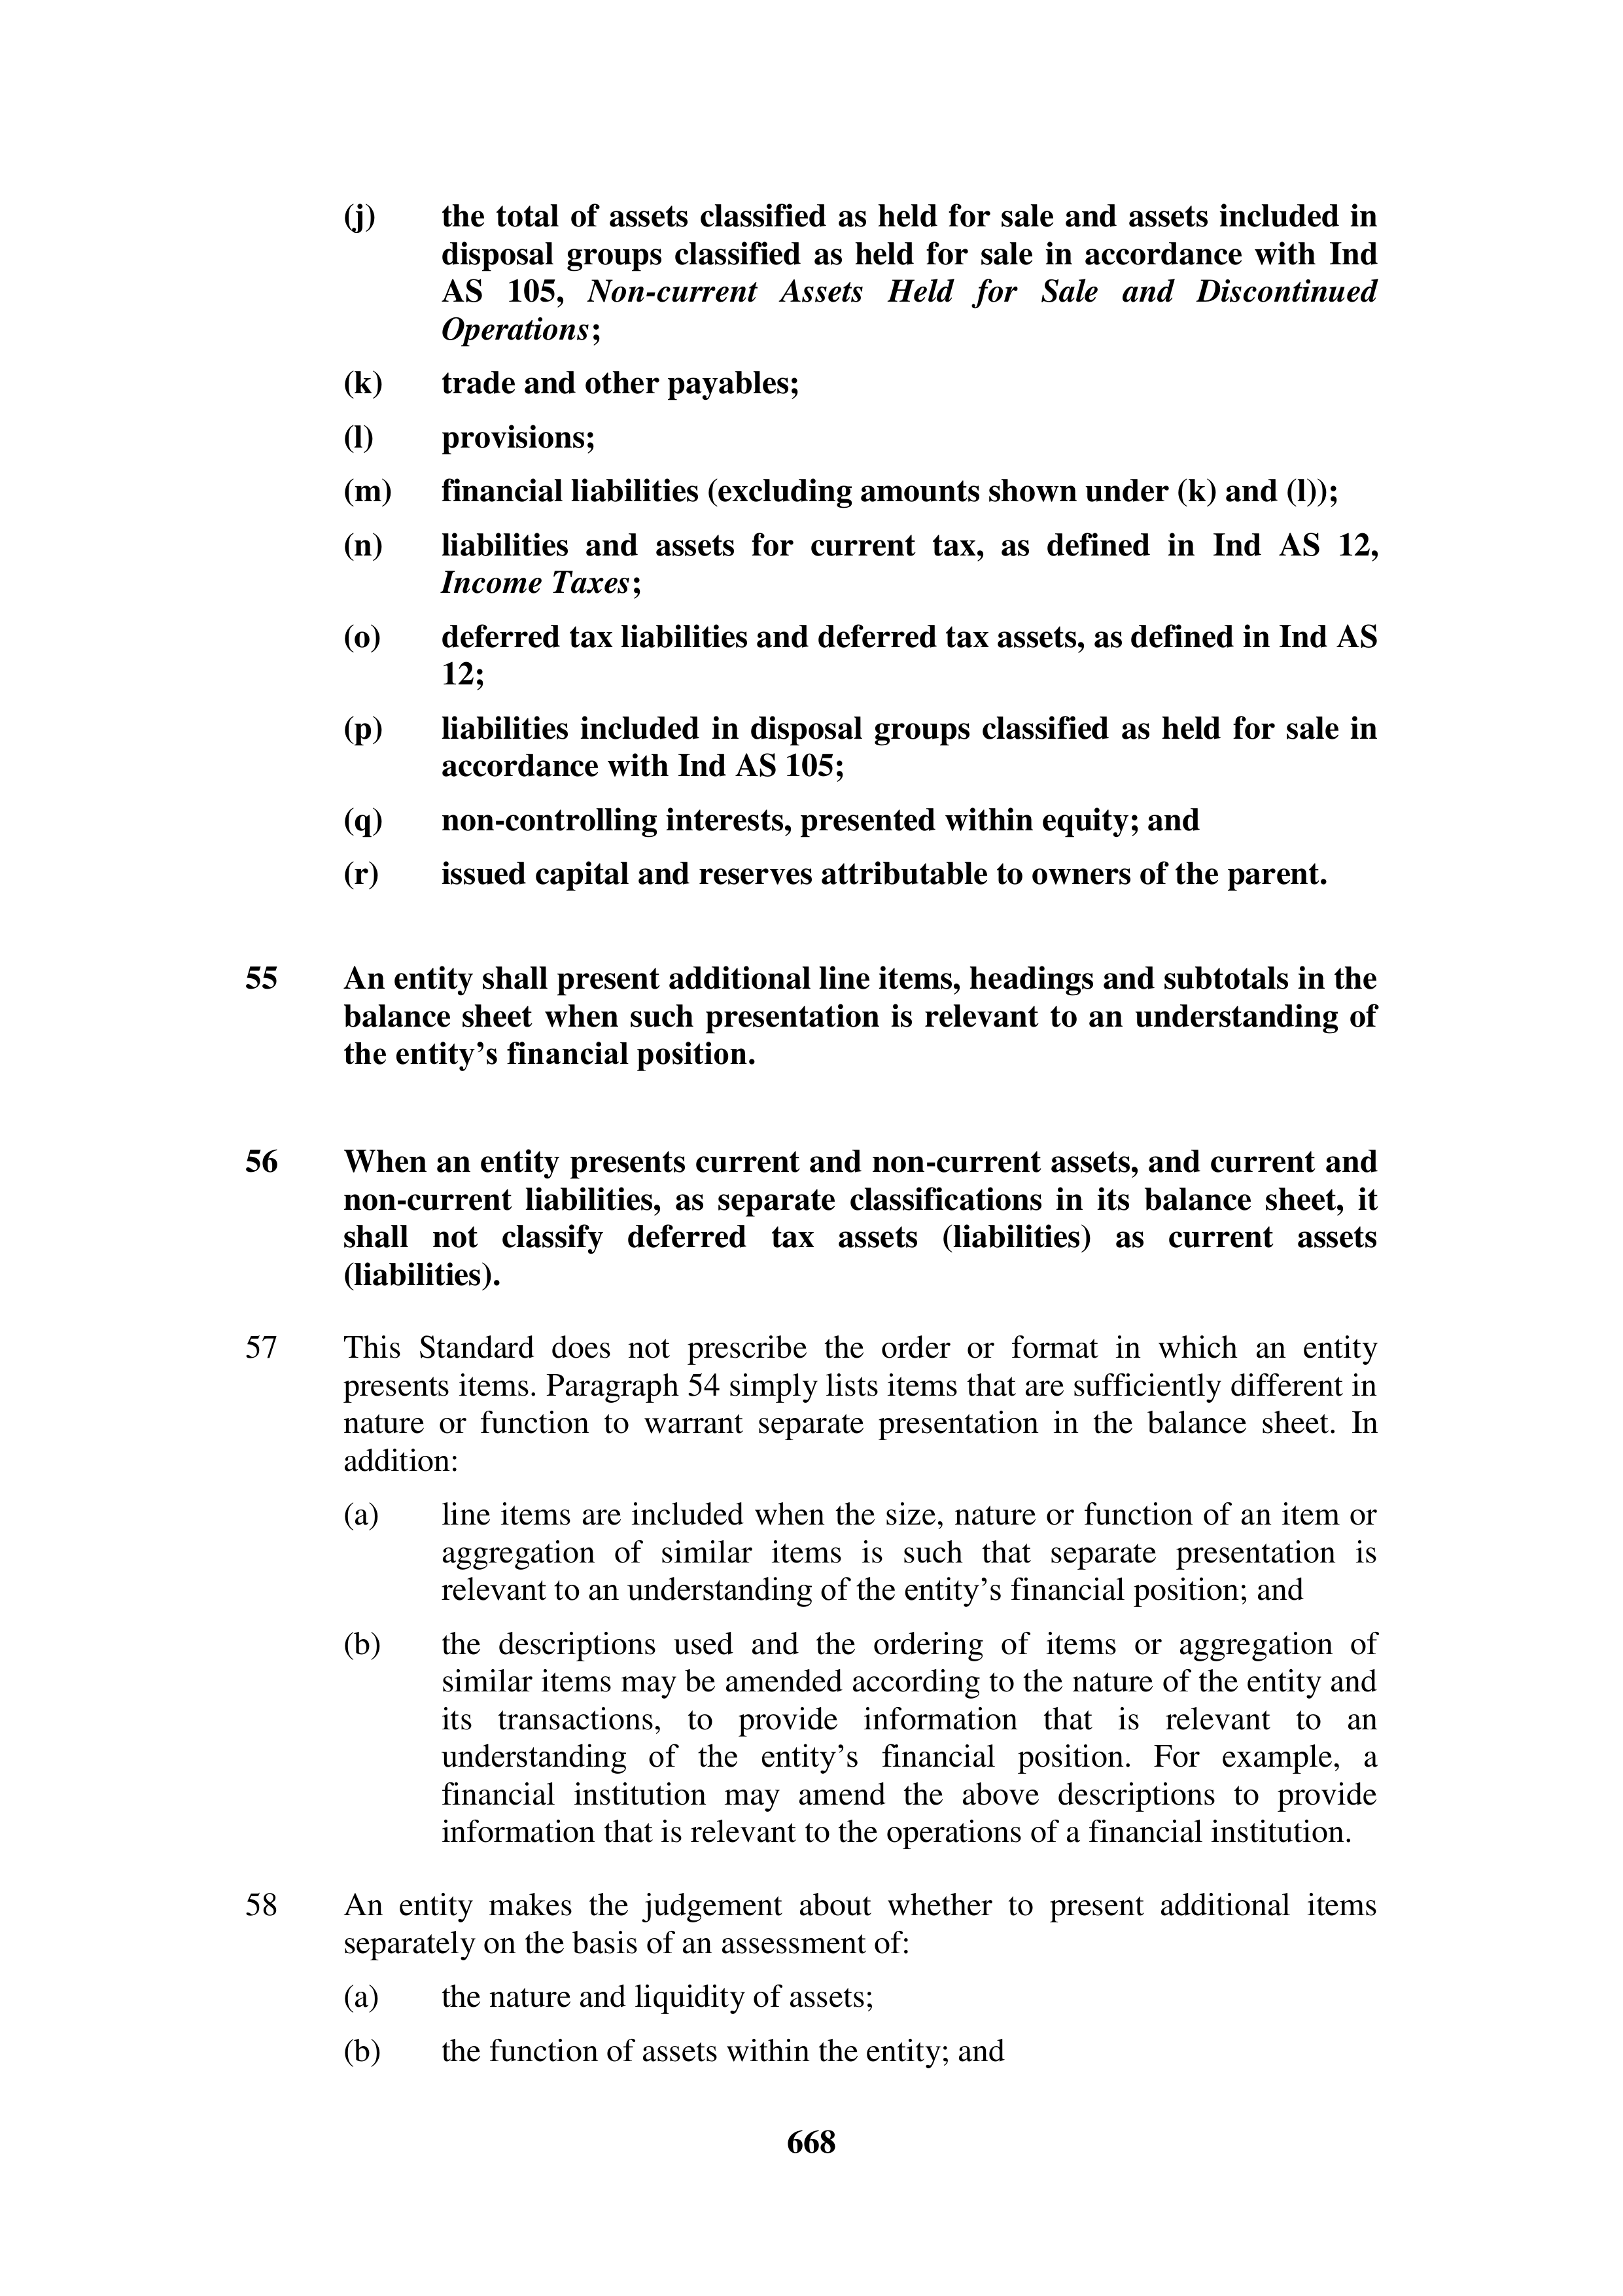 (j) the total of assets classified as held for sale and assets included in
disposal groups classified as held for sale in accordance with Ind
AS 105, Non-current Assets Held for Sale and Discontinued
Operations;
(k) trade and other payables;
(l) provisions;
(m) financial liabilities (excluding amounts shown under (k) and (l));
(n) liabilities and assets for current tax, as defined in Ind AS 12,
Income Taxes;
(o) deferred tax liabilities and deferred tax assets, as defined in Ind AS
12;
(p) liabilities included in disposal groups classified as held for sale in
accordance with Ind AS 105;
(q) non-controlling interests, presented within equity; and
(r) issued capital and reserves attributable to owners of the parent.
55 An entity shall present additional line items, headings and subtotals in the
balance sheet when such presentation is relevant to an understanding of
the entity’s financial position.
56 When an entity presents current and non-current assets, and current and
non-current liabilities, as separate classifications in its balance sheet, it
shall not classify deferred tax assets (liabilities) as current assets
(liabilities).
57 This Standard does not prescribe the order or format in which an entity
presents items. Paragraph 54 simply lists items that are sufficiently different in
nature or function to warrant separate presentation in the balance sheet. In
addition:
(a) line items are included when the size, nature or function of an item or
aggregation of similar items is such that separate presentation is
relevant to an understanding of the entity’s financial position; and
(b) the descriptions used and the ordering of items or aggregation of
similar items may be amended according to the nature of the entity and
its transactions, to provide information that is relevant to an
understanding of the entity’s financial position. For example, a
financial institution may amend the above descriptions to provide
information that is relevant to the operations of a financial institution.
58 An entity makes the judgement about whether to present additional items
separately on the basis of an assessment of:
(a) the nature and liquidity of assets;
(b) the function of assets within the entity; and
668